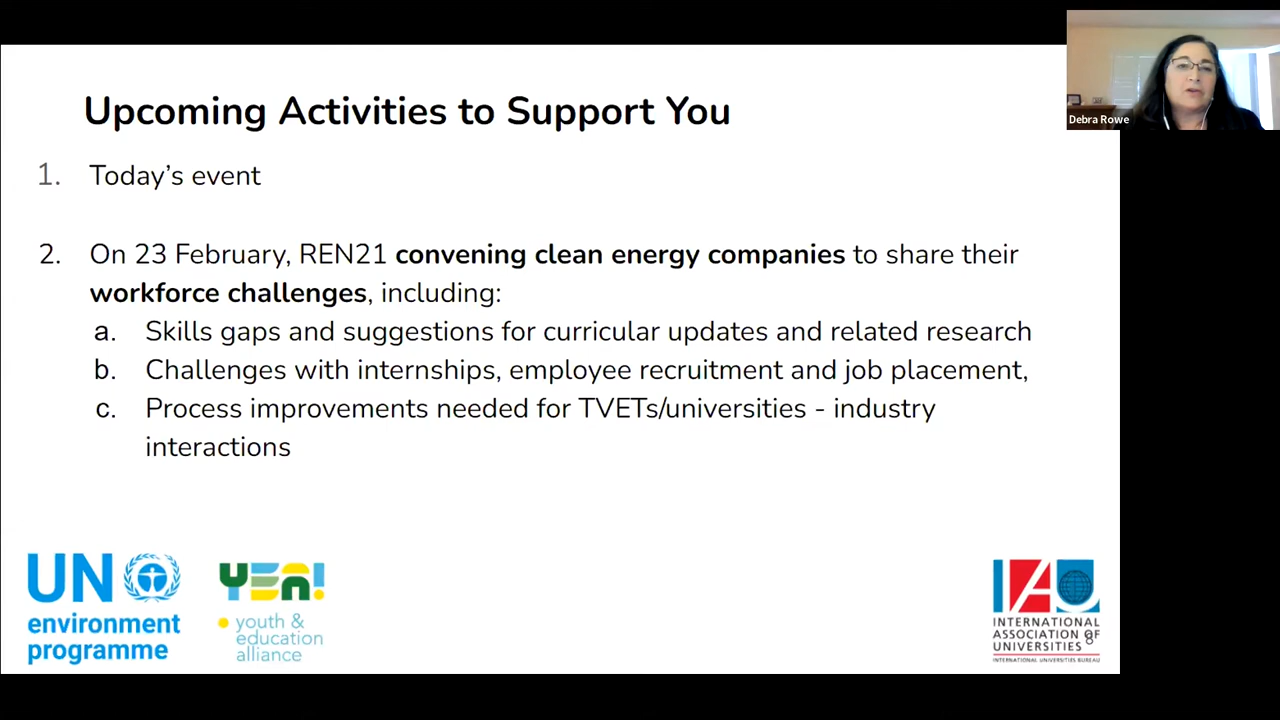 Upcoming Activities to Support You
1. Today's event
2. On 23 February, REN21 convening clean energy companies to share their
workforce challenges, including:
a. Skills gaps and suggestions for curricular updates and related research
b. Challenges with internships, employee recruitment and job placement,
c. Process improvements needed for TVETs/universities - industry
interactions
Debra Rowe
UN
environment
programme
YEA!
youth &
education
alliance
IAU
INTERNATIONAL
ASSOCIATION OF
UNIVERSITIES
INTERNATIONAL UNIVERSITIES BUREAU
8